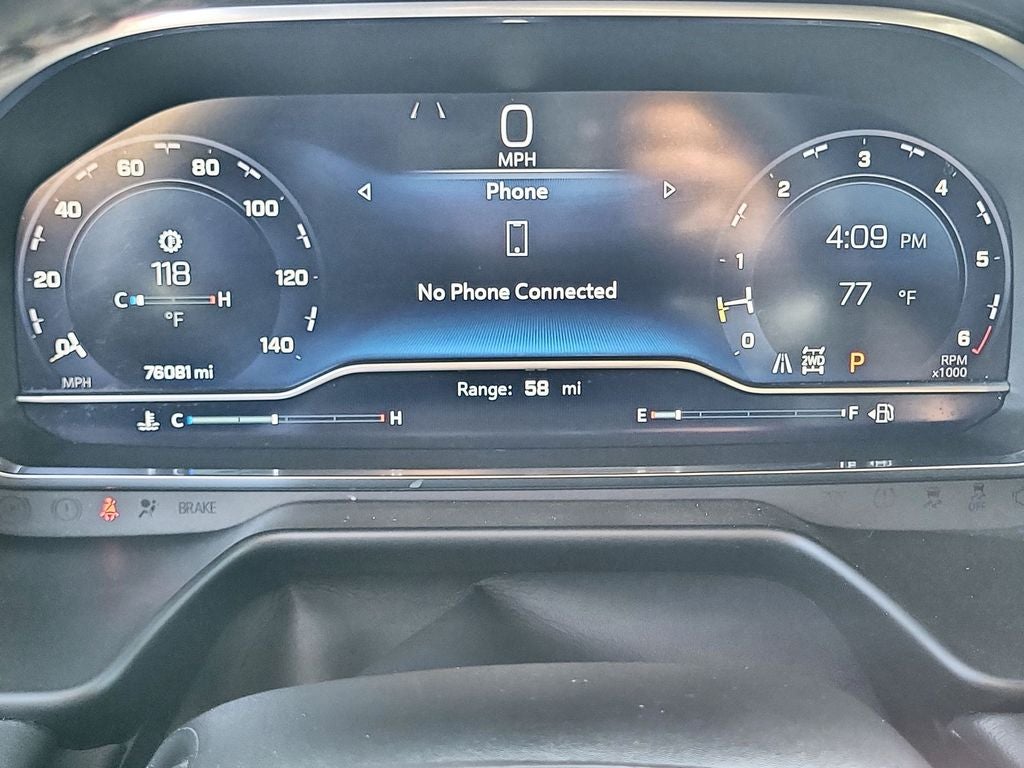 0
MPH
Phone
No Phone Connected
20
40
60
80
100
120
140
MPH
118
C H
°F
76081 mi
0
1
2
3
4
5
6
RPM
x1000
4:09 PM
77 °F
2WD
P
Range: 58 mi
C H
E F
BRAKE
OFF